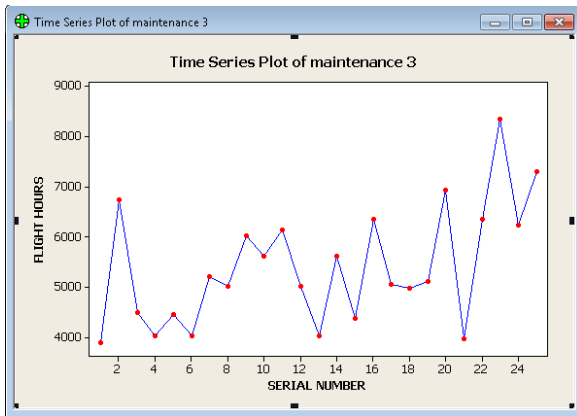 Time Series Plot of maintenance 3
Time Series Plot of maintenance 3
9000
8000
7000
6000
5000
4000
FLIGHT HOURS
2 4 6 8 10 12 14 16 18 20 22 24
SERIAL NUMBER